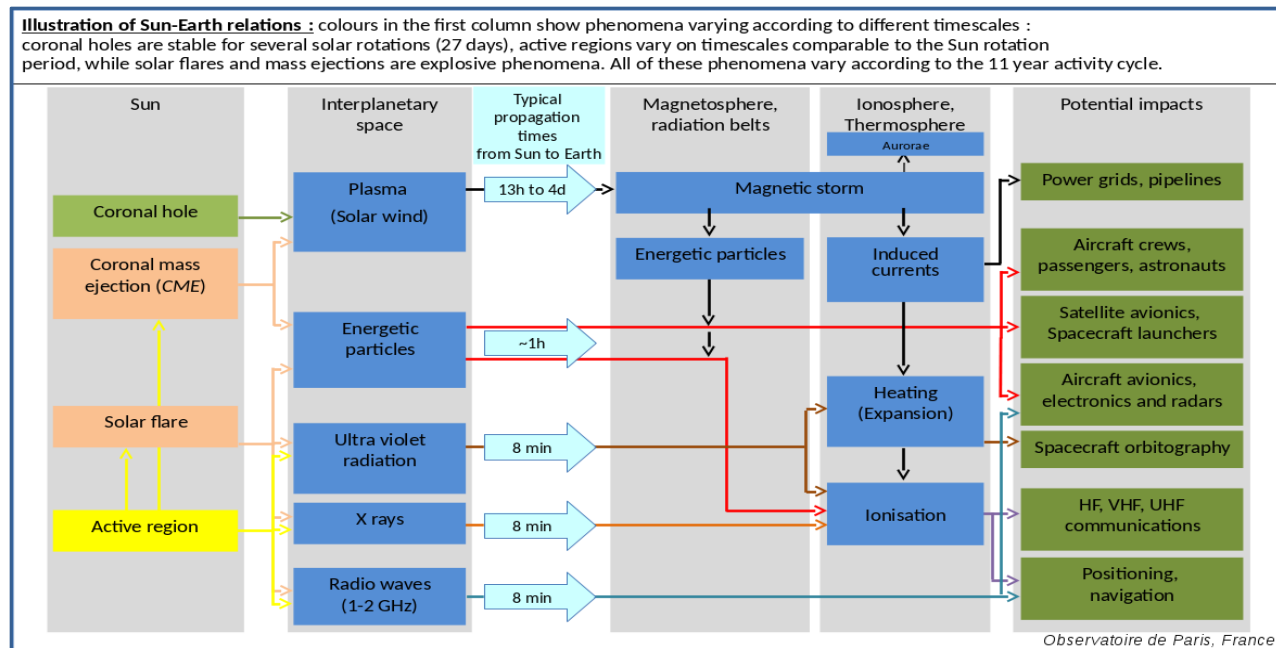 Illustration of Sun-Earth relations : colours in the first column show phenomena varying according to different timescales :
coronal holes are stable for several solar rotations (27 days), active regions vary on timescales comparable to the Sun rotation
period, while solar flares and mass ejections are explosive phenomena. All of these phenomena vary according to the 11 year activity cycle.
Sun
Coronal hole
Coronal mass
ejection (CME)
Solar flare
Active region
Interplanetary
space
Plasma
(Solar wind)
Energetic
particles
Ultra violet
radiation
X rays
Radio waves
(1-2 GHz)
Typical
propagation
times
from Sun to Earth
13h to 4d
~1h
8 min
8 min
8 min
Magnetosphere,
radiation belts
Magnetic storm
Energetic particles
Ionosphere,
Thermosphere
Aurorae
Induced
currents
Heating
(Expansion)
Ionisation
Potential impacts
Power grids, pipelines
Aircraft crews,
passengers, astronauts
Satellite avionics,
Spacecraft launchers
Aircraft avionics,
electronics and radars
Spacecraft orbitography
HF, VHF, UHF
communications
Positioning,
navigation
Observatoire de Paris, France